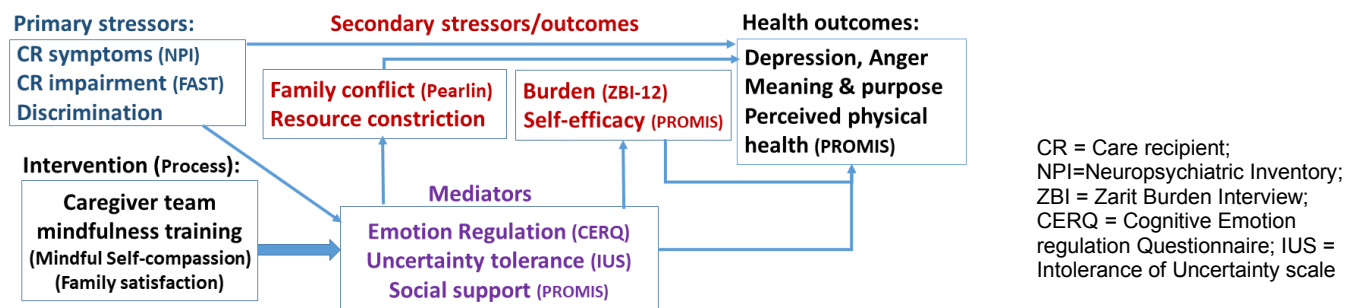 Primary stressors:
CR symptoms (NPI)
CR impairment (FAST)
Discrimination
Secondary stressors/outcomes
Family conflict (Pearlin)
Resource constriction
Burden (ZBI-12)
Self-efficacy (PROMIS)
Health outcomes:
Depression, Anger
Meaning & purpose
Perceived physical
health (PROMIS)
Intervention (Process):
Caregiver team
mindfulness training
(Mindful Self-compassion)
(Family satisfaction)
Mediators
Emotion Regulation (CERQ)
Uncertainty tolerance (IUS)
Social support (PROMIS)
CR = Care recipient;
NPI=Neuropsychiatric Inventory;
ZBI = Zarit Burden Interview;
CERQ = Cognitive Emotion
regulation Questionnaire; IUS =
Intolerance of Uncertainty scale